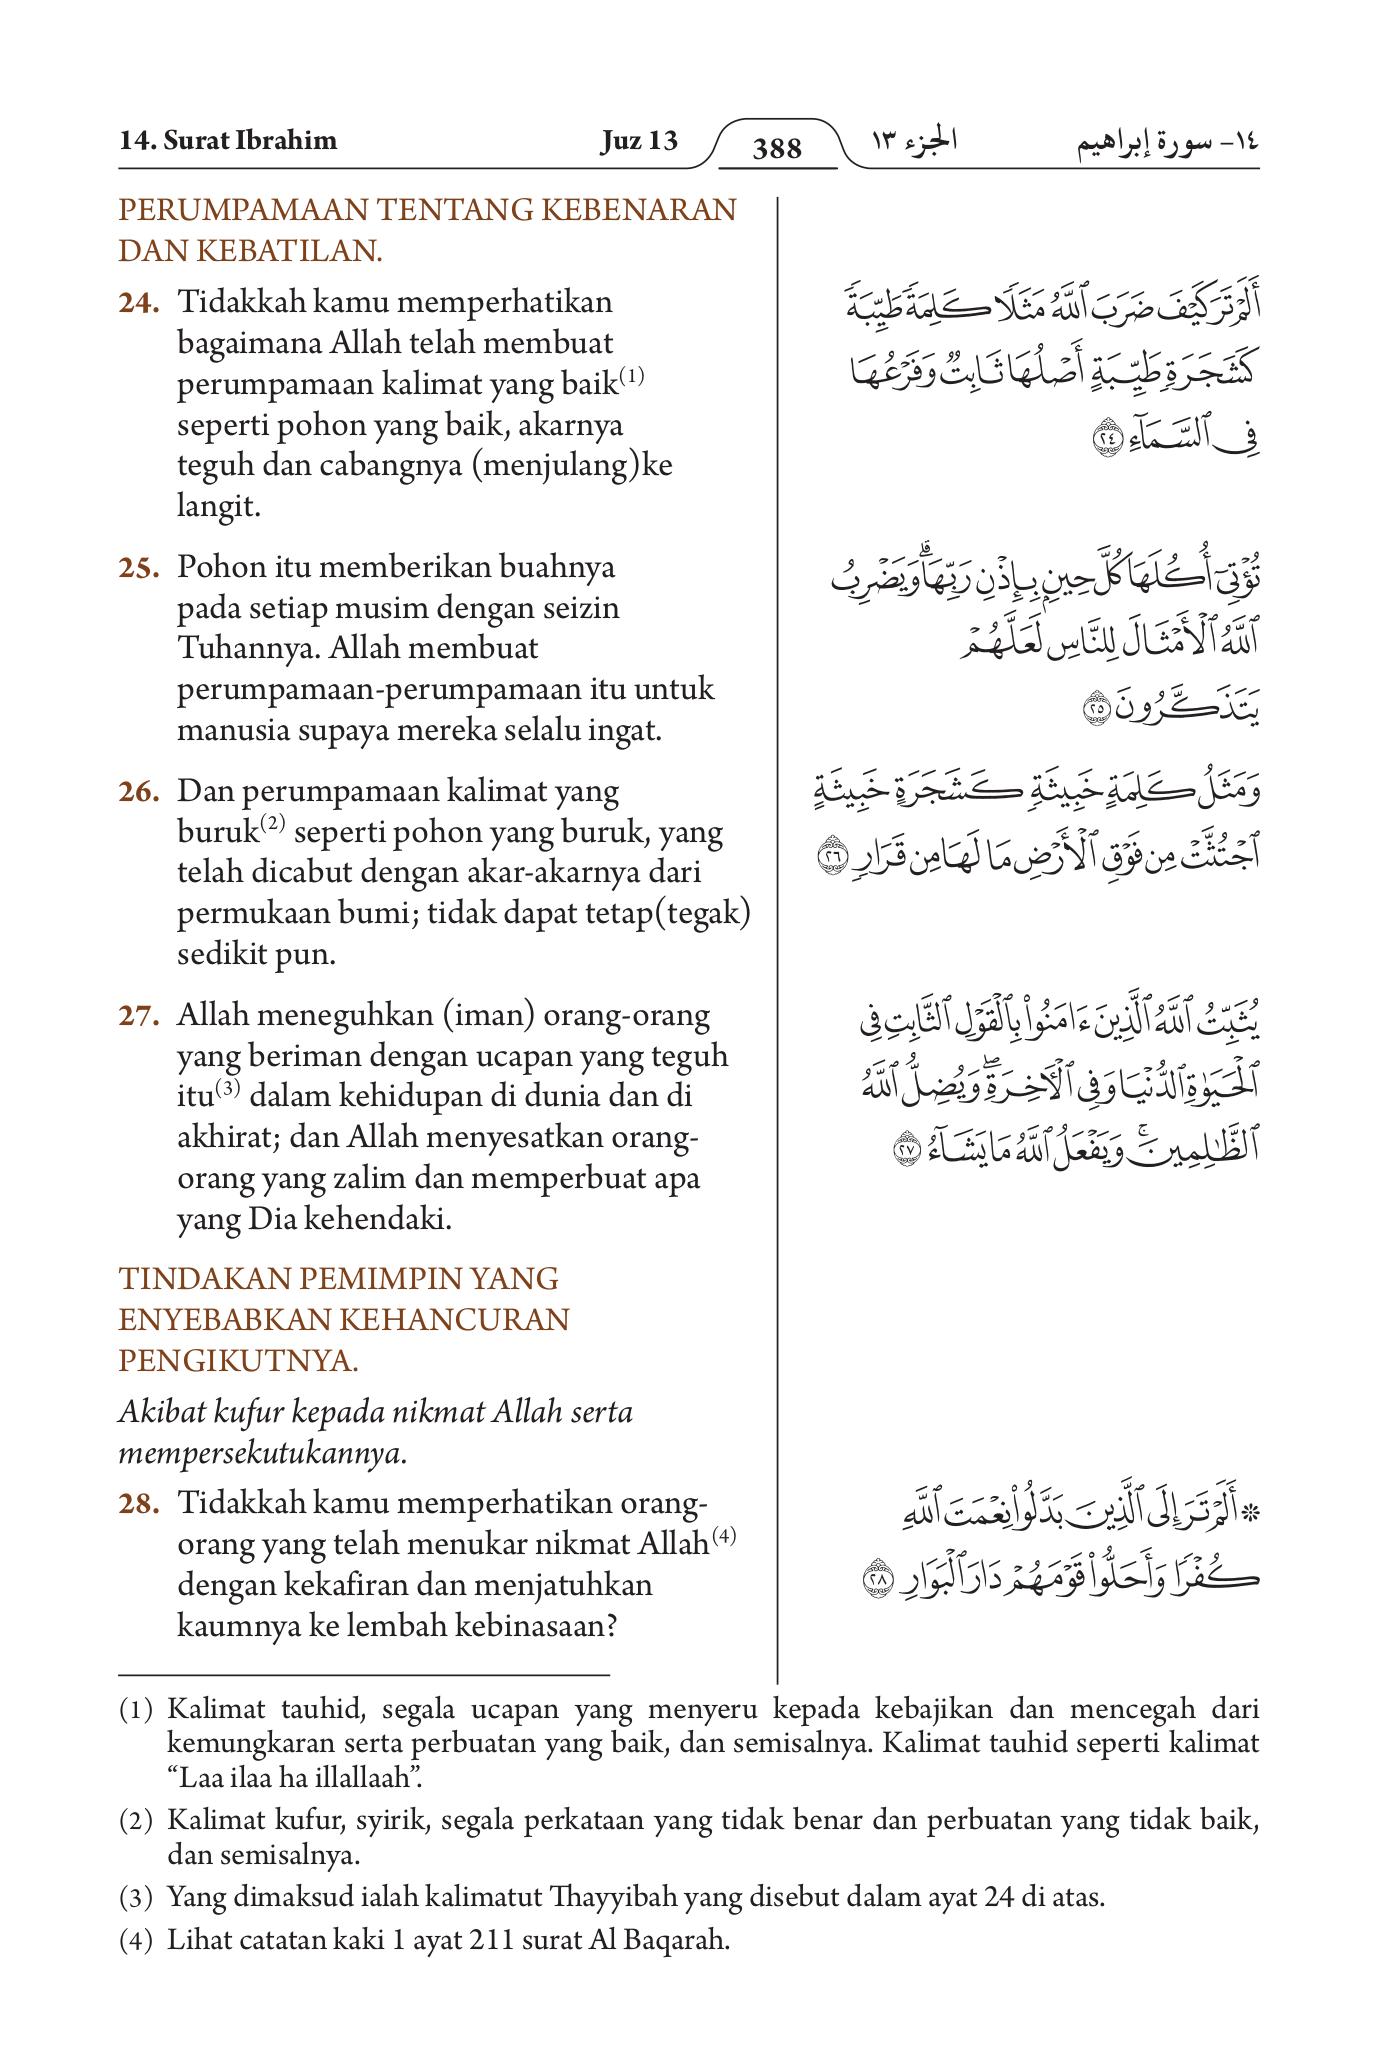 14. Surat Ibrahim Juz 13 388 الجزء ١٣ ١٤- سورة إبراهيم
PERUMPAMAAN TENTANG KEBENARAN
DAN KEBATILAN.
24. Tidakkah kamu memperhatikan
bagaimana Allah telah membuat
perumpamaan kalimat yang baik(1)
seperti pohon yang baik, akarnya
teguh dan cabangnya (menjulang)ke
langit.
25. Pohon itu memberikan buahnya
pada setiap musim dengan seizin
Tuhannya. Allah membuat
perumpamaan-perumpamaan itu untuk
manusia supaya mereka selalu ingat.
26. Dan perumpamaan kalimat yang
buruk(2) seperti pohon yang buruk, yang
telah dicabut dengan akar-akarnya dari
permukaan bumi; tidak dapat tetap(tegak)
sedikit pun.
27. Allah meneguhkan (iman) orang-orang
yang beriman dengan ucapan yang teguh
itu(3) dalam kehidupan di dunia dan di
akhirat; dan Allah menyesatkan orang-
orang yang zalim dan memperbuat apa
yang Dia kehendaki.
TINDAKAN PEMIMPIN YANG
ENYEBABKAN KEHANCURAN
PENGIKUTNYA.
Akibat kufur kepada nikmat Allah serta
mempersekutukannya.
28. Tidakkah kamu memperhatikan orang-
orang yang telah menukar nikmat Allah(4)
dengan kekafiran dan menjatuhkan
kaumnya ke lembah kebinasaan?
أَلَمْ تَرَ كَيْفَ ضَرَبَ ٱللَّهُ مَثَلًا كَلِمَةً طَيِّبَةً
كَشَجَرَةٍ طَيِّبَةٍ أَصْلُهَا ثَابِتٌ وَفَرْعُهَا
فِي ٱلسَّمَآءِ ٢٤
تُؤْتِيٓ أُكُلَهَا كُلَّ حِينِۭ بِإِذْنِ رَبِّهَاۗ وَيَضْرِبُ
ٱللَّهُ ٱلْأَمْثَالَ لِلنَّاسِ لَعَلَّهُمْ
يَتَذَكَّرُونَ ٢٥
وَمَثَلُ كَلِمَةٍ خَبِيثَةٍ كَشَجَرَةٍ خَبِيثَةٍ
ٱجْتُثَّتْ مِن فَوْقِ ٱلْأَرْضِ مَا لَهَا مِن قَرَارٍ ٢٦
يُثَبِّتُ ٱللَّهُ ٱلَّذِينَ ءَامَنُوا۟ بِٱلْقَوْلِ ٱلثَّابِتِ فِي
ٱلْحَيَوٰةِ ٱلدُّنْيَا وَفِي ٱلْأٓخِرَةِۖ وَيُضِلُّ ٱللَّهُ
ٱلظَّٰلِمِينَۚ وَيَفْعَلُ ٱللَّهُ مَا يَشَآءُ ٢٧
* أَلَمْ تَرَ إِلَى ٱلَّذِينَ بَدَّلُوا۟ نِعْمَتَ ٱللَّهِ
كُفْرًا وَأَحَلُّوا۟ قَوْمَهُمْ دَارَ ٱلْبَوَارِ ٢٨
(1) Kalimat tauhid, segala ucapan yang menyeru kepada kebajikan dan mencegah dari
kemungkaran serta perbuatan yang baik, dan semisalnya. Kalimat tauhid seperti kalimat
“Laa ilaa ha illallaah”.
(2) Kalimat kufur, syirik, segala perkataan yang tidak benar dan perbuatan yang tidak baik,
dan semisalnya.
(3) Yang dimaksud ialah kalimatut Thayyibah yang disebut dalam ayat 24 di atas.
(4) Lihat catatan kaki 1 ayat 211 surat Al Baqarah.